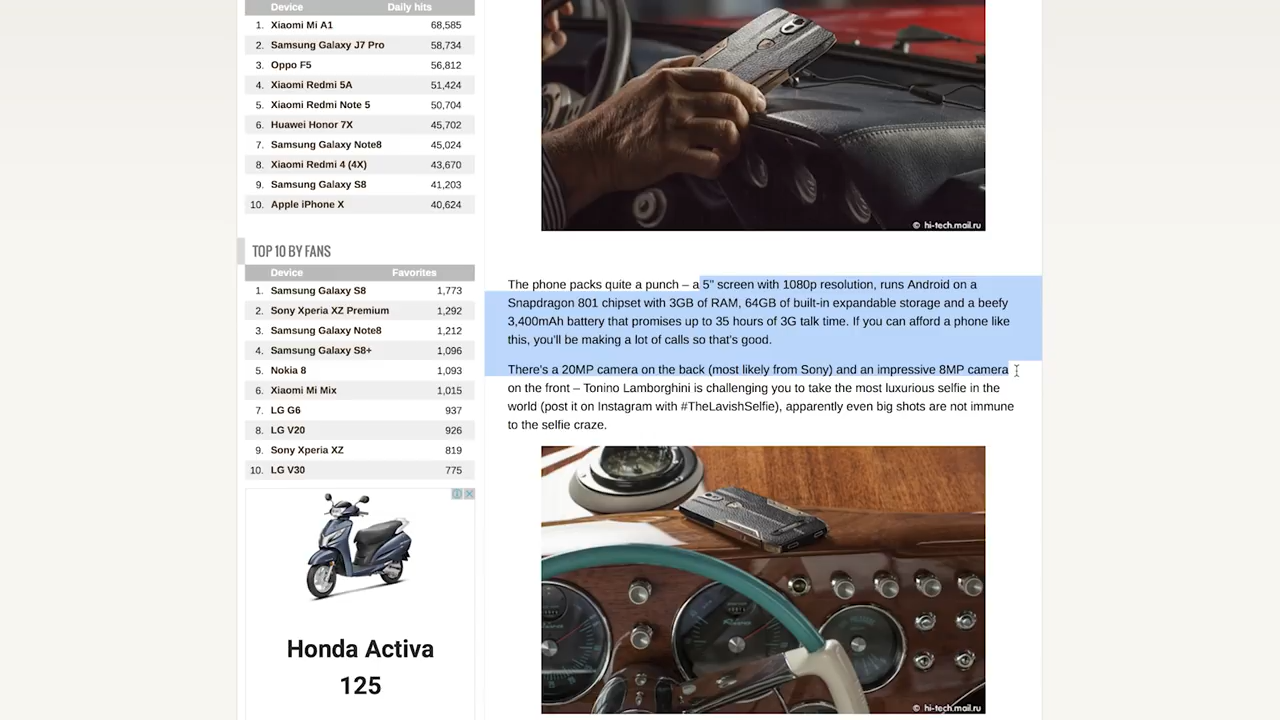 Device Daily hits
1. Xiaomi Mi A1 68,585
2. Samsung Galaxy J7 Pro 58,734
3. Oppo F5 56,812
4. Xiaomi Redmi 5A 51,424
5. Xiaomi Redmi Note 5 50,704
6. Huawei Honor 7X 45,702
7. Samsung Galaxy Note8 45,024
8. Xiaomi Redmi 4 (4X) 43,670
9. Samsung Galaxy S8 41,203
10. Apple iPhone X 40,624
TOP 10 BY FANS
Device Favorites
1. Samsung Galaxy S8 1,773
2. Sony Xperia XZ Premium 1,292
3. Samsung Galaxy Note8 1,212
4. Samsung Galaxy S8+ 1,096
5. Nokia 8 1,093
6. Xiaomi Mi Mix 1,015
7. LG G6 937
8. LG V20 926
9. Sony Xperia XZ 819
10. LG V30 775
Honda Activa
125
© hi-tech.mail.ru
The phone packs quite a punch – a 5" screen with 1080p resolution, runs Android on a
Snapdragon 801 chipset with 3GB of RAM, 64GB of built-in expandable storage and a beefy
3,400mAh battery that promises up to 35 hours of 3G talk time. If you can afford a phone like
this, you'll be making a lot of calls so that's good.
There's a 20MP camera on the back (most likely from Sony) and an impressive 8MP camera
on the front – Tonino Lamborghini is challenging you to take the most luxurious selfie in the
world (post it on Instagram with #TheLavishSelfie), apparently even big shots are not immune
to the selfie craze.
© hi-tech.mail.ru